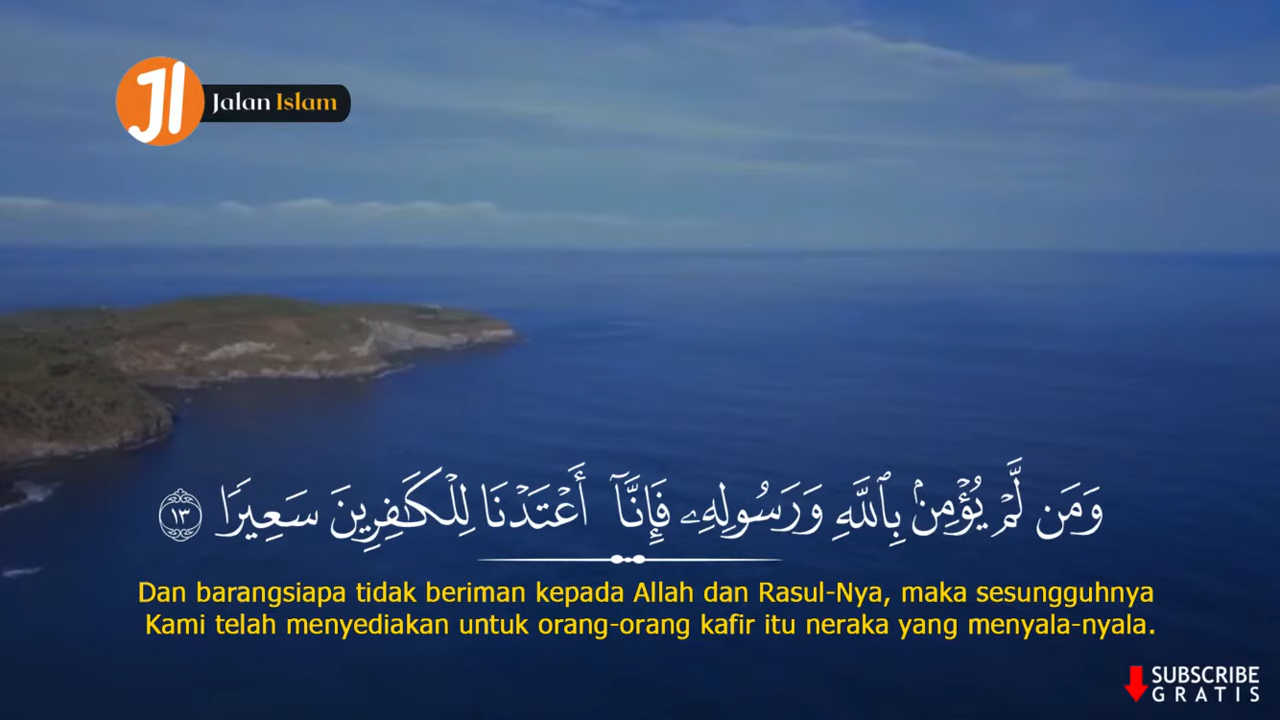 JI Jalan Islam
وَمَن لَّمْ يُؤْمِنۢ بِٱللَّهِ وَرَسُولِهِۦ فَإِنَّآ أَعْتَدْنَا لِلْكَـٰفِرِينَ سَعِيرًا ١٣
Dan barangsiapa tidak beriman kepada Allah dan Rasul-Nya, maka sesungguhnya
Kami telah menyediakan untuk orang-orang kafir itu neraka yang menyala-nyala.
SUBSCRIBE
GRATIS